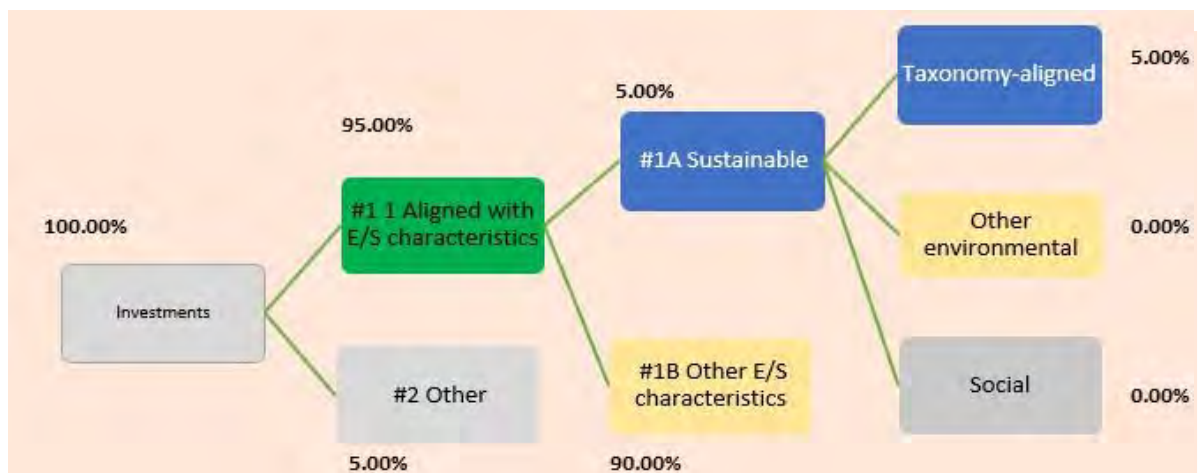 Taxonomy-aligned
5.00%
5.00%
95.00%
#1A Sustainable
#1 1 Aligned with
E/S characteristics
100.00%
Other
environmental
0.00%
Investments
#2 Other
#1B Other E/S
characteristics
Social
0.00%
5.00%
90.00%